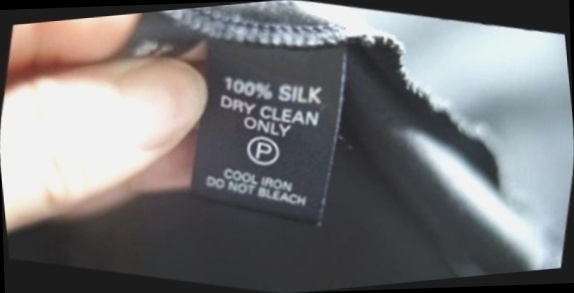 100% SILK
DRY CLEAN
ONLY
P
COOL IRON
DO NOT BLEACH